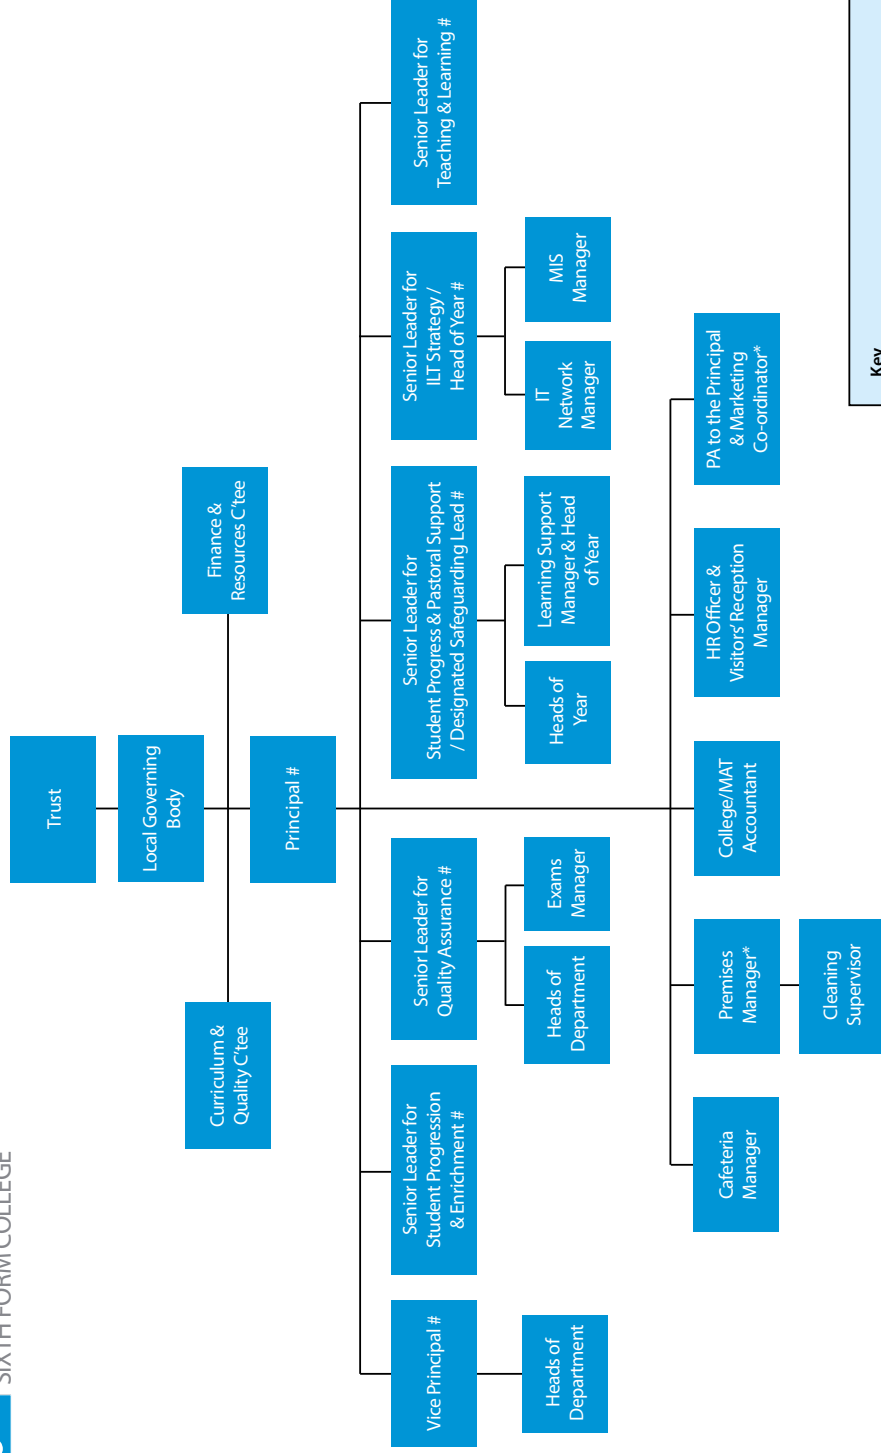 SIXTH FORM COLLEGE
Trust
Local Governing
Body
Curriculum &
Quality C'tee
Finance &
Resources C'tee
Principal #
Vice Principal #
Senior Leader for
Student Progression
& Enrichment #
Senior Leader for
Quality Assurance #
Senior Leader for
Student Progress & Pastoral Support
/ Designated Safeguarding Lead #
Senior Leader for
ILT Strategy /
Head of Year #
Senior Leader for
Teaching & Learning #
Heads of
Department
Heads of
Department
Exams
Manager
Heads of
Year
Learning Support
Manager & Head
of Year
IT
Network
Manager
MIS
Manager
Cafeteria
Manager
Premises
Manager*
College/MAT
Accountant
HR Officer &
Visitors' Reception
Manager
PA to the Principal
& Marketing
Co-ordinator*
Cleaning
Supervisor
Key